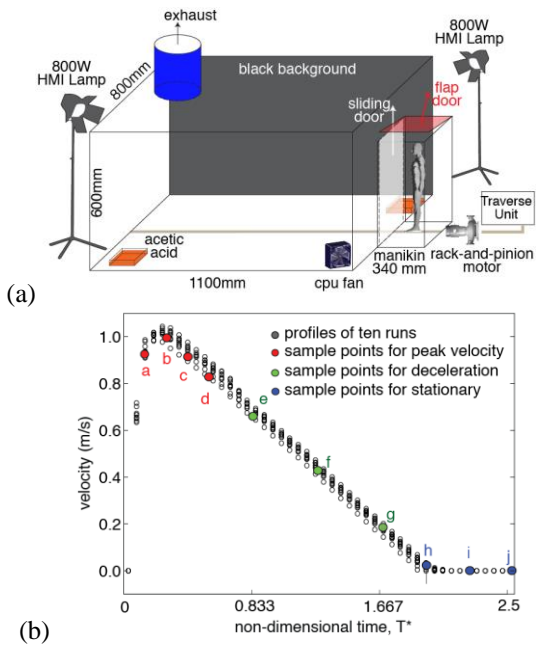 exhaust
800W
HMI Lamp
800W
HMI Lamp
800mm
black background
sliding
door
flap
door
600mm
Traverse
Unit
acetic
acid
1100mm
cpu fan
manikin
340 mm
rack-and-pinion
motor
(a)
1.0
0.8
0.6
0.4
0.2
0.0
velocity (m/s)
profiles of ten runs
sample points for peak velocity
sample points for deceleration
sample points for stationary
a
b
c
d
e
f
g
h
i
j
0
0.833
1.667
2.5
non-dimensional time, T*
(b)